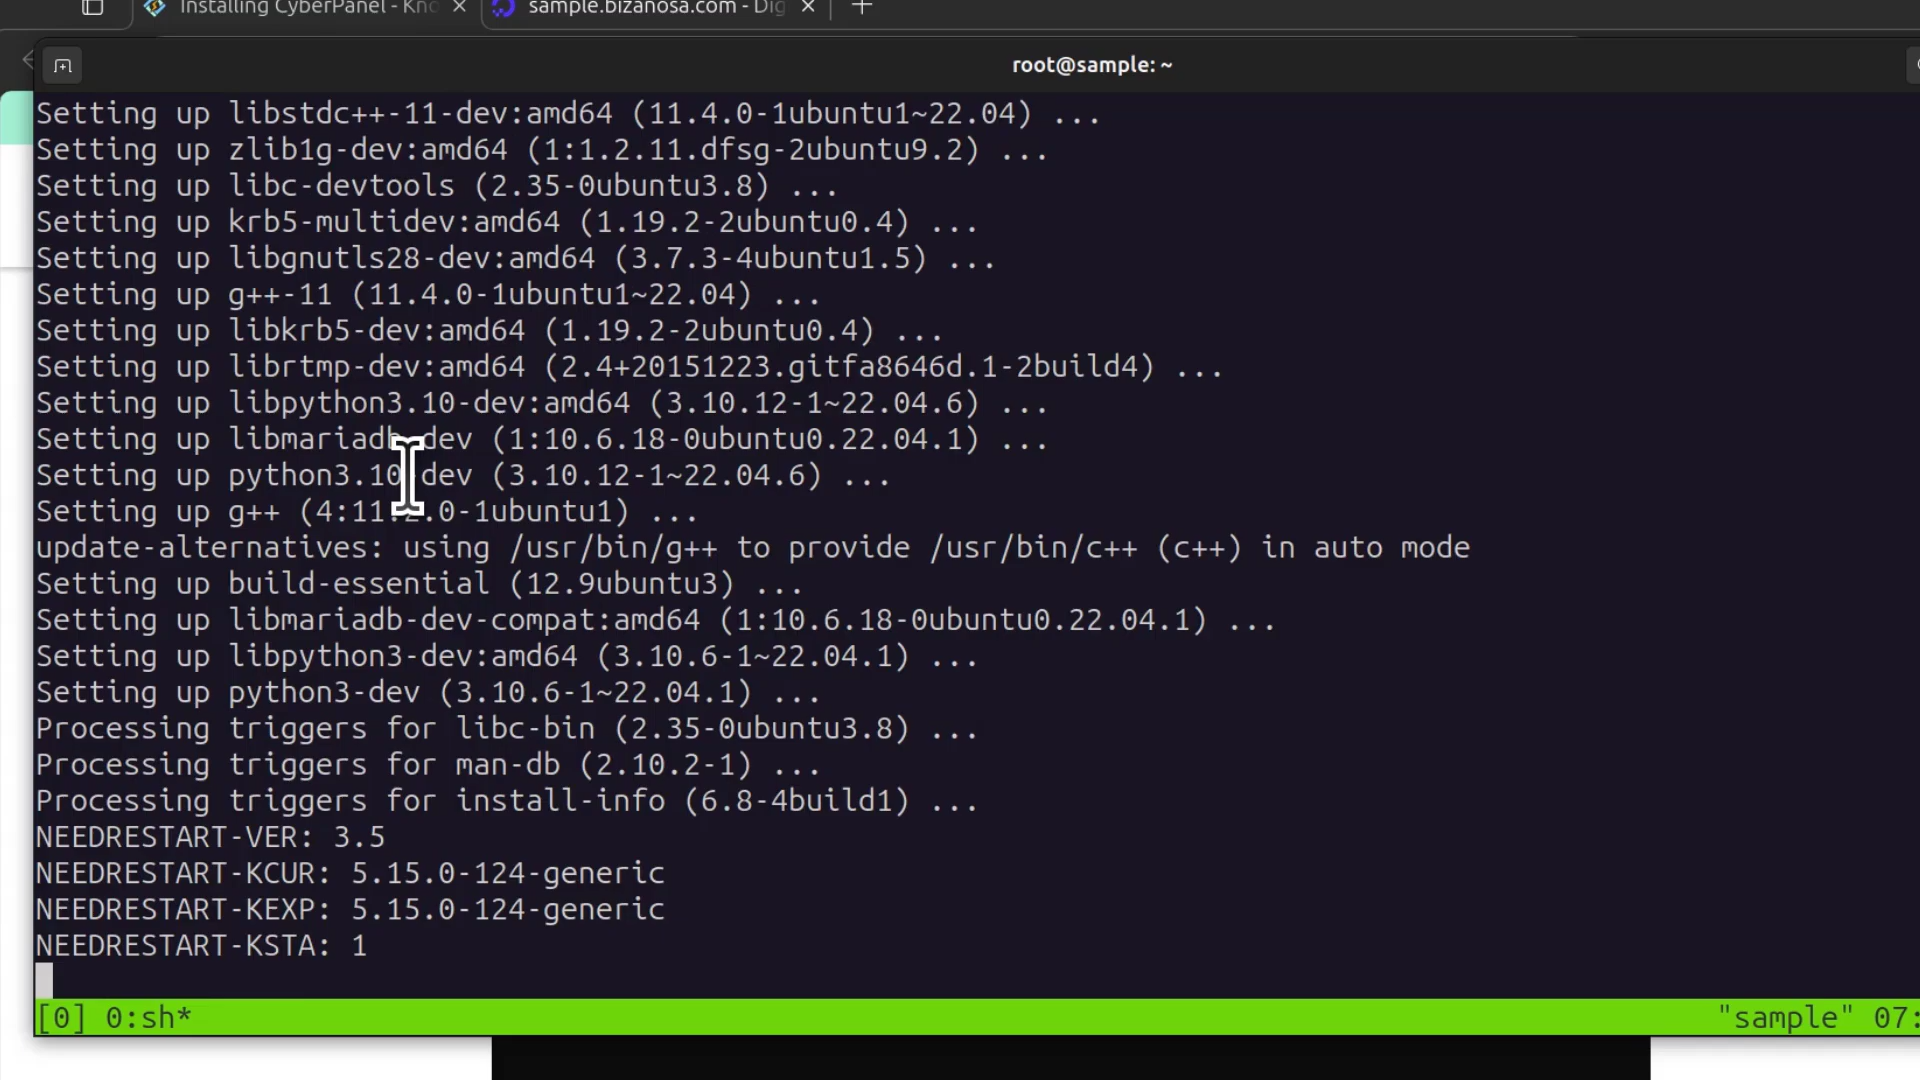 Installing CyberPanel - Kno
sample.bizanosa.com - Dig
root@sample: ~
Setting up libstdc++-11-dev:amd64 (11.4.0-1ubuntu1~22.04) ...
Setting up zlib1g-dev:amd64 (1:1.2.11.dfsg-2ubuntu9.2) ...
Setting up libc-devtools (2.35-0ubuntu3.8) ...
Setting up krb5-multidev:amd64 (1.19.2-2ubuntu0.4) ...
Setting up libgnutls28-dev:amd64 (3.7.3-4ubuntu1.5) ...
Setting up g++-11 (11.4.0-1ubuntu1~22.04) ...
Setting up libkrb5-dev:amd64 (1.19.2-2ubuntu0.4) ...
Setting up librtmp-dev:amd64 (2.4+20151223.gitfa8646d.1-2build4) ...
Setting up libpython3.10-dev:amd64 (3.10.12-1~22.04.6) ...
Setting up libmariadb-dev (1:10.6.18-0ubuntu0.22.04.1) ...
Setting up python3.10-dev (3.10.12-1~22.04.6) ...
Setting up g++ (4:11.2.0-1ubuntu1) ...
update-alternatives: using /usr/bin/g++ to provide /usr/bin/c++ (c++) in auto mode
Setting up build-essential (12.9ubuntu3) ...
Setting up libmariadb-dev-compat:amd64 (1:10.6.18-0ubuntu0.22.04.1) ...
Setting up libpython3-dev:amd64 (3.10.6-1~22.04.1) ...
Setting up python3-dev (3.10.6-1~22.04.1) ...
Processing triggers for libc-bin (2.35-0ubuntu3.8) ...
Processing triggers for man-db (2.10.2-1) ...
Processing triggers for install-info (6.8-4build1) ...
NEEDRESTART-VER: 3.5
NEEDRESTART-KCUR: 5.15.0-124-generic
NEEDRESTART-KEXP: 5.15.0-124-generic
NEEDRESTART-KSTA: 1
[0] 0:sh* "sample" 07: